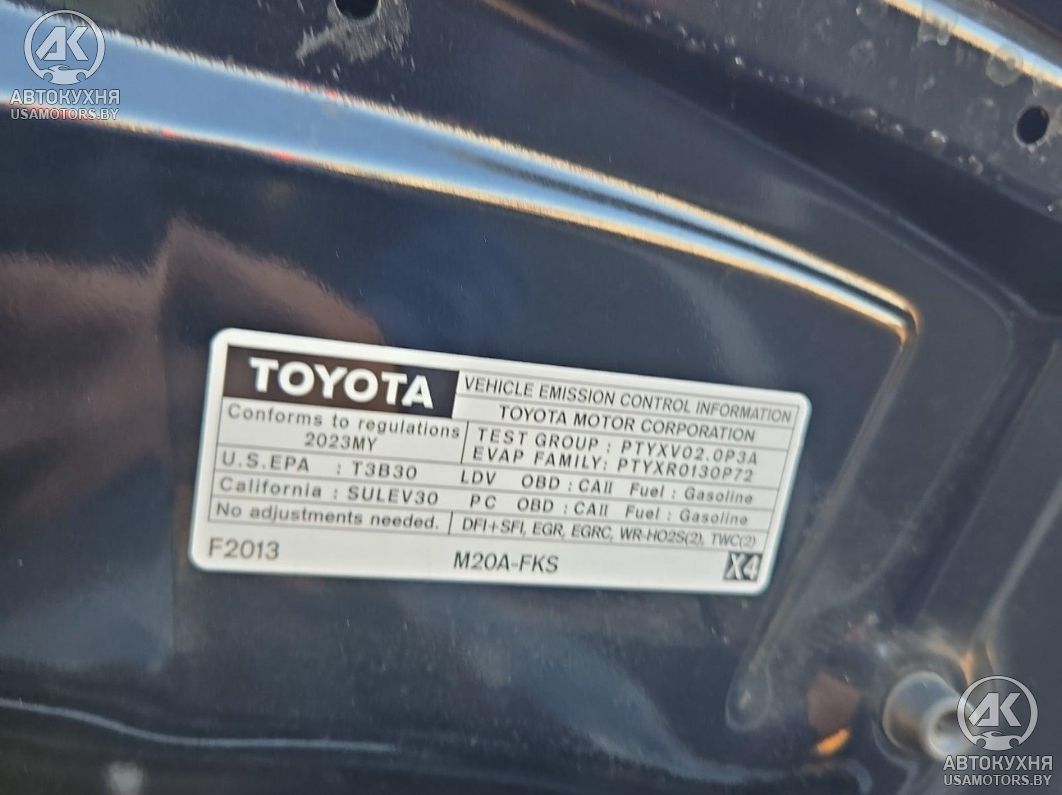 АК
АВТОКУХНЯ
USAMOTORS.BY
TOYOTA
VEHICLE EMISSION CONTROL INFORMATION
TOYOTA MOTOR CORPORATION
Conforms to regulations
2023MY
TEST GROUP : PTYXV02.0P3A
EVAP FAMILY: PTYXR0130P72
U.S.EPA : T3B30 LDV OBD : CAII Fuel : Gasoline
California : SULEV30 PC OBD : CAII Fuel : Gasoline
No adjustments needed. DFI+SFI, EGR, EGRC, WR-HO2S(2), TWC(2)
F2013 M20A-FKS X4
АК
АВТОКУХНЯ
USAMOTORS.BY